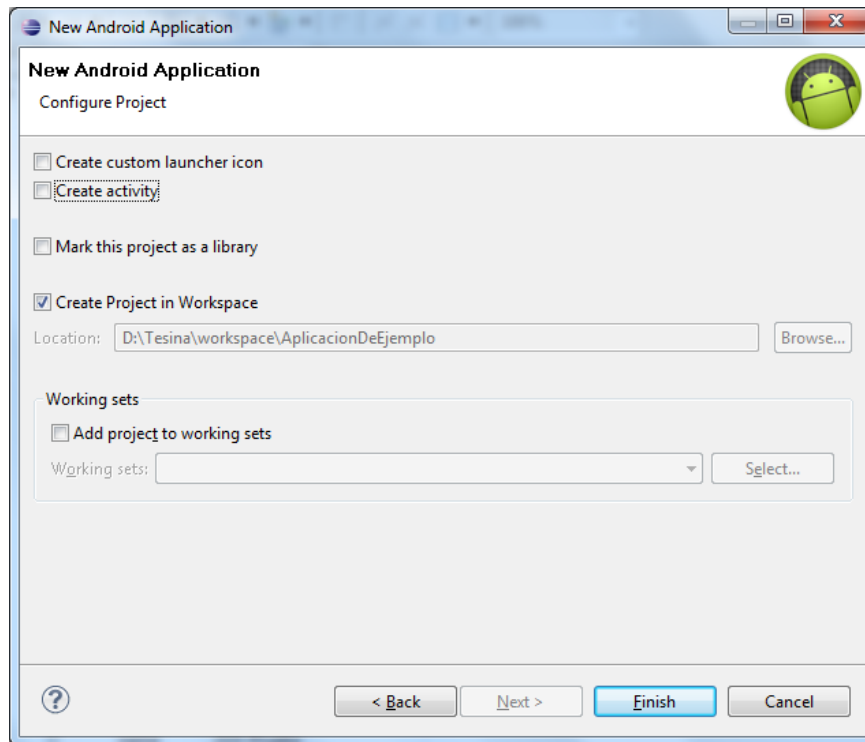 New Android Application
New Android Application
Configure Project
Create custom launcher icon
Create activity
Mark this project as a library
Create Project in Workspace
Location: D:\Tesina\workspace\AplicacionDeEjemplo Browse...
Working sets
Add project to working sets
Working sets: Select...
? < Back Next > Finish Cancel